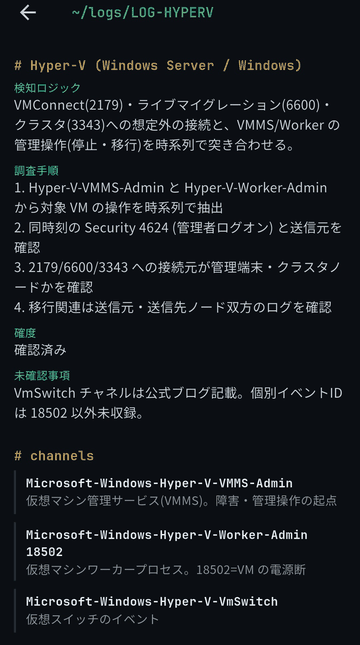 ~/logs/LOG-HYPERV
# Hyper-V (Windows Server / Windows)
検知ロジック
VMConnect(2179)・ライブマイグレーション(6600)・
クラスタ(3343)への想定外の接続と、VMMS/Worker の
管理操作(停止・移行)を時系列で突き合わせる。
調査手順
1. Hyper-V-VMMS-Admin と Hyper-V-Worker-Admin
から対象 VM の操作を時系列で抽出
2. 同時刻の Security 4624 (管理者ログオン) と送信元を
確認
3. 2179/6600/3343 への接続元が管理端末・クラスタノ
ードかを確認
4. 移行関連は送信元・送信先ノード双方のログを確認
確度
確認済み
未確認事項
VmSwitch チャネルは公式ブログ記載。個別イベントID
は 18502 以外未収録。
# channels
Microsoft-Windows-Hyper-V-VMMS-Admin
仮想マシン管理サービス(VMMS)。障害・管理操作の起点
Microsoft-Windows-Hyper-V-Worker-Admin
18502
仮想マシンワーカープロセス。18502=VM の電源断
Microsoft-Windows-Hyper-V-VmSwitch
仮想スイッチのイベント